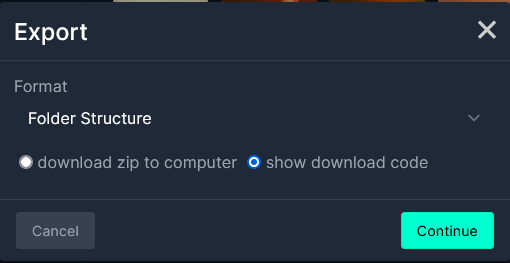 Export
Format
Folder Structure
download zip to computer show download code
Cancel Continue